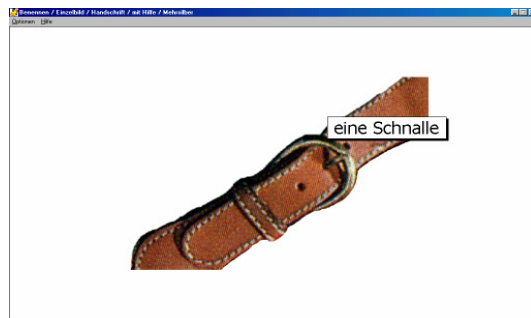 Benennen / Einzelbild / Handschrift / mit Hilfe / Mehrsilber
Optionen Hilfe
eine Schnalle